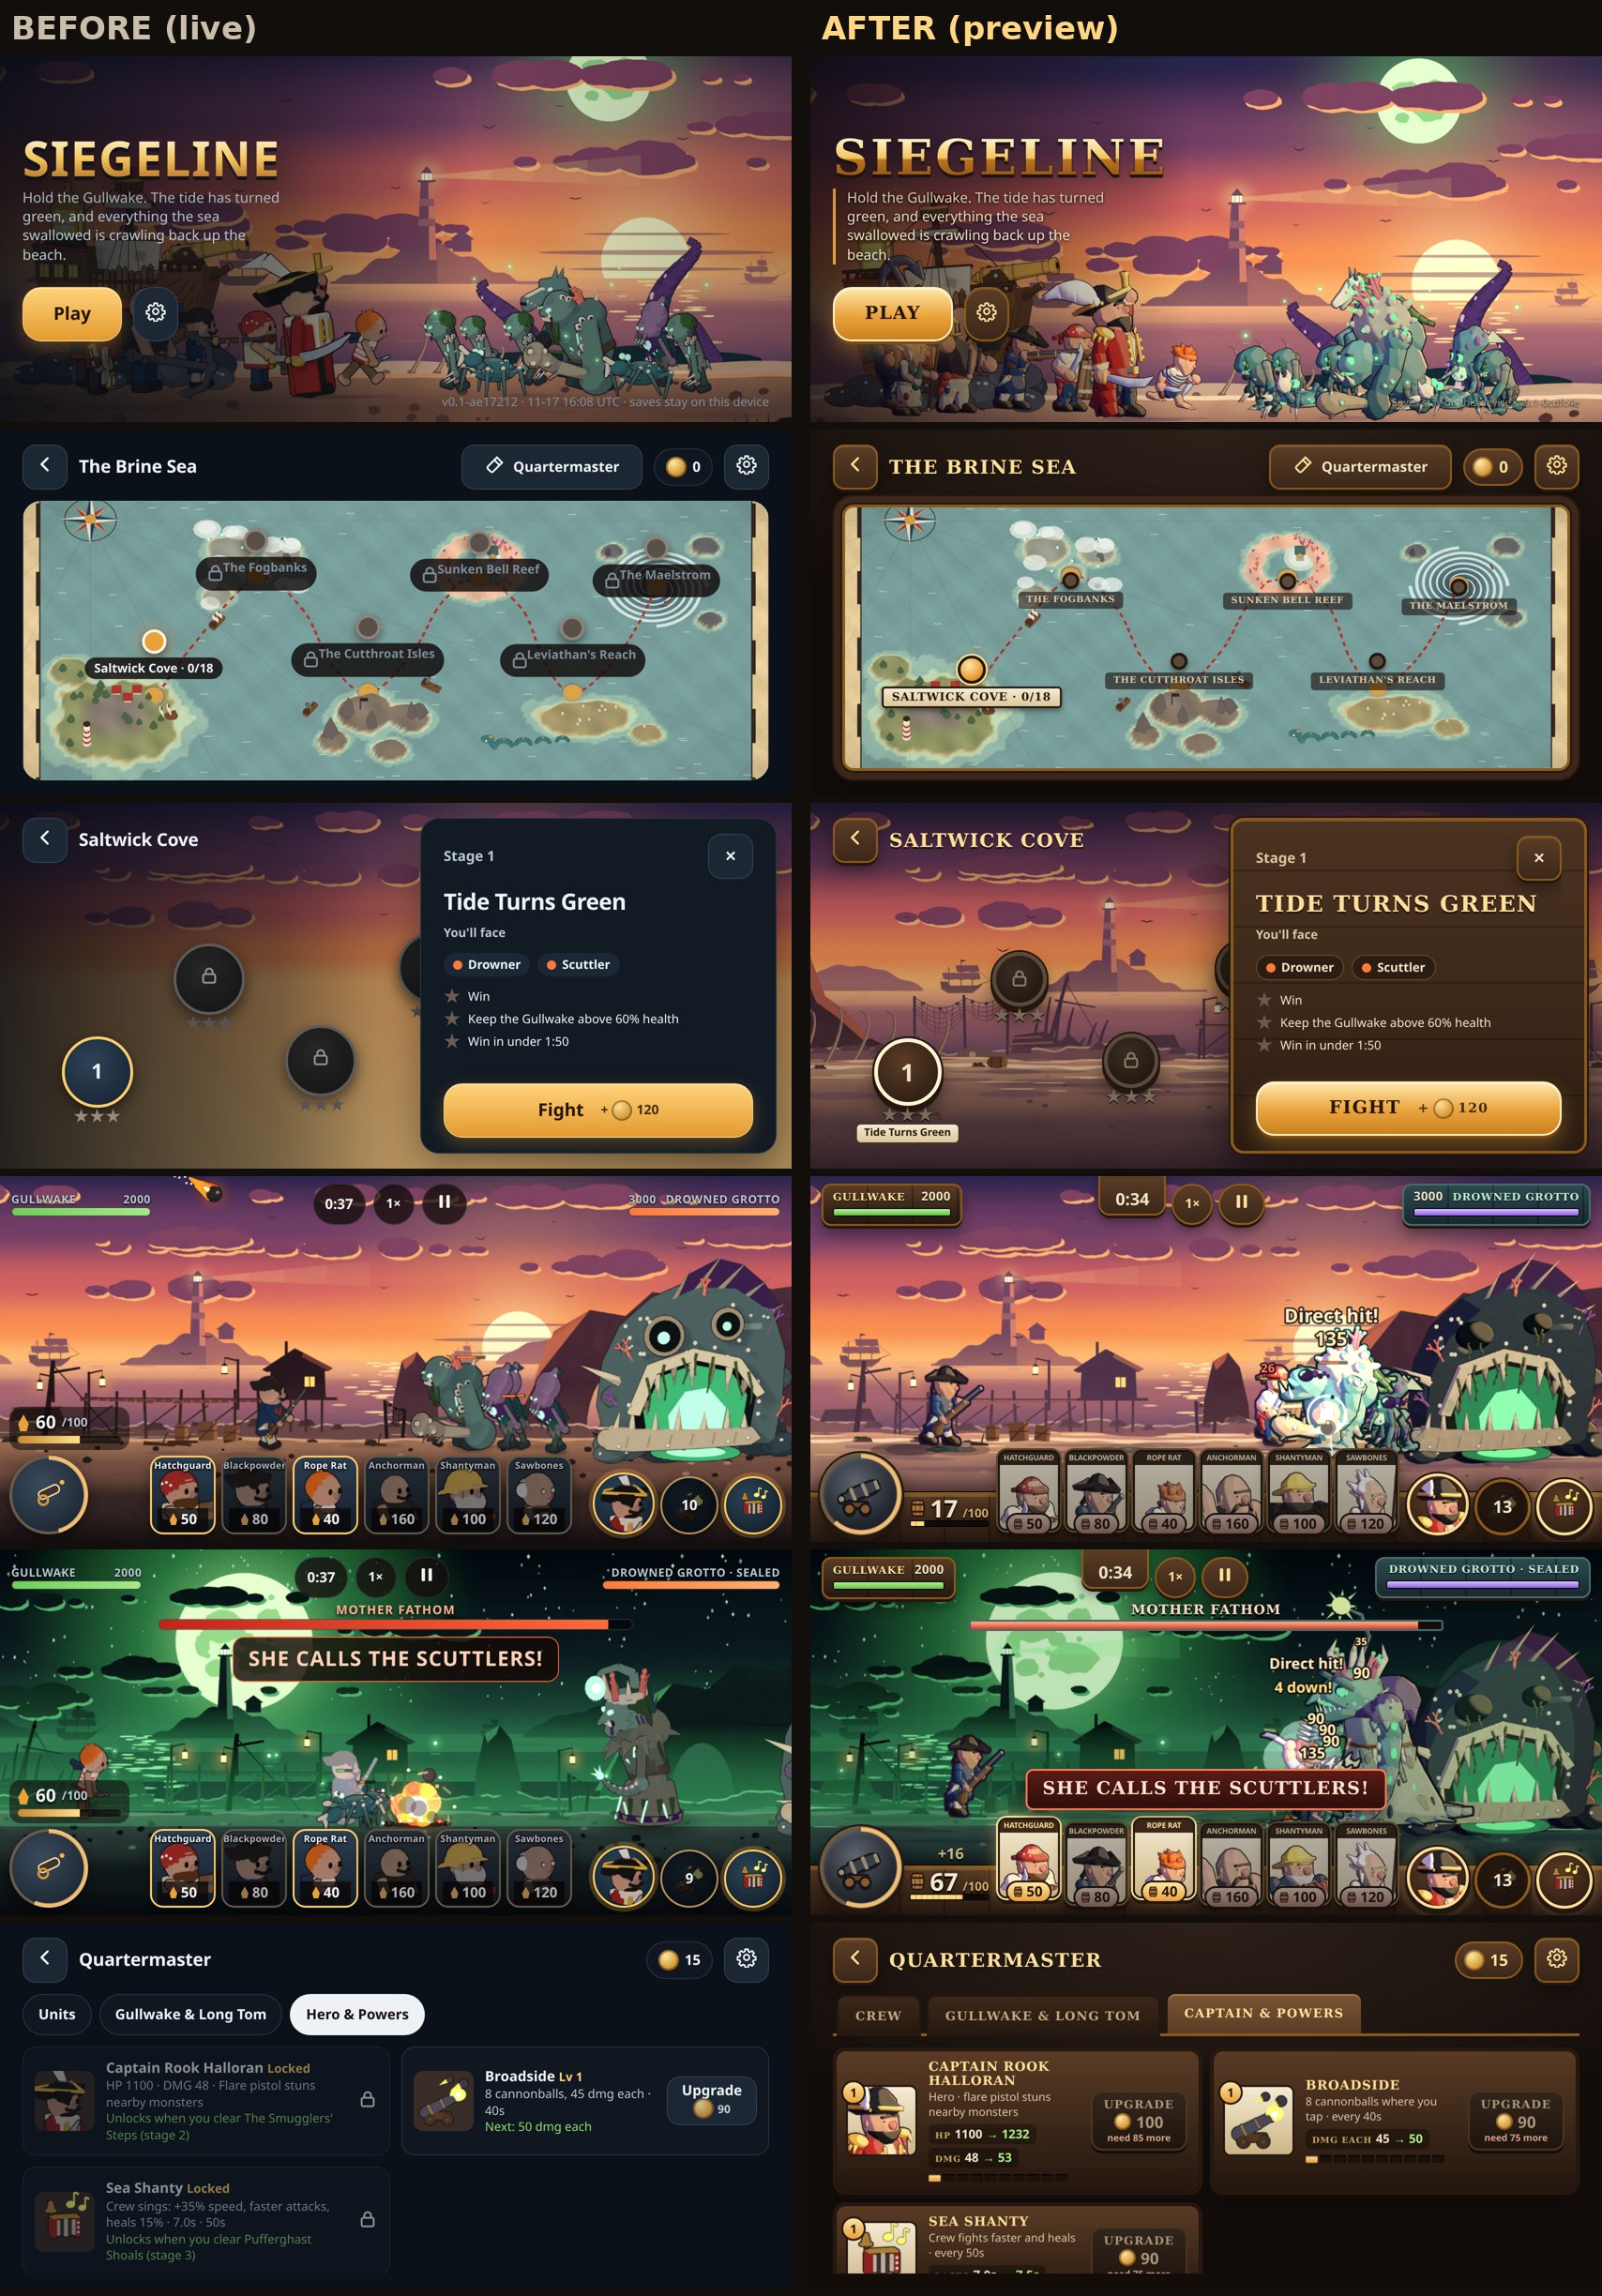 BEFORE (live)
AFTER (preview)
SIEGELINE
Hold the Gullwake. The tide has turned
green, and everything the sea
swallowed is crawling back up the
beach.
Play
v0.1-ae17212 · 11-17 16:08 UTC · saves stay on this device
SIEGELINE
Hold the Gullwake. The tide has turned
green, and everything the sea
swallowed is crawling back up the
beach.
PLAY
The Brine Sea
Quartermaster
0
The Fogbanks
Sunken Bell Reef
The Maelstrom
Saltwick Cove · 0/18
The Cutthroat Isles
Leviathan's Reach
THE BRINE SEA
Quartermaster
0
THE FOGBANKS
SUNKEN BELL REEF
THE MAELSTROM
SALTWICK COVE · 0/18
THE CUTTHROAT ISLES
LEVIATHAN'S REACH
Saltwick Cove
1
Stage 1
Tide Turns Green
You'll face
Drowner
Scuttler
Win
Keep the Gullwake above 60% health
Win in under 1:50
Fight + 120
SALTWICK COVE
1
Tide Turns Green
Stage 1
TIDE TURNS GREEN
You'll face
Drowner
Scuttler
Win
Keep the Gullwake above 60% health
Win in under 1:50
FIGHT + 120
GULLWAKE 2000
0:37
1×
3000 DROWNED GROTTO
60 /100
Hatchguard
50
Blackpowder
80
Rope Rat
40
Anchorman
160
Shantyman
100
Sawbones
120
10
GULLWAKE 2000
0:34
1×
3000 DROWNED GROTTO
Direct hit!
135
26
17 /100
HATCHGUARD
50
BLACKPOWDER
80
ROPE RAT
40
ANCHORMAN
160
SHANTYMAN
100
SAWBONES
120
13
GULLWAKE 2000
0:37
1×
DROWNED GROTTO · SEALED
MOTHER FATHOM
SHE CALLS THE SCUTTLERS!
60 /100
Hatchguard
50
Blackpowder
80
Rope Rat
40
Anchorman
160
Shantyman
100
Sawbones
120
9
GULLWAKE 2000
0:34
1×
DROWNED GROTTO · SEALED
MOTHER FATHOM
35
Direct hit!
90
4 down!
90
90
90
135
SHE CALLS THE SCUTTLERS!
+16
67 /100
HATCHGUARD
50
BLACKPOWDER
80
ROPE RAT
40
ANCHORMAN
160
SHANTYMAN
100
SAWBONES
120
13
Quartermaster
15
Units
Gullwake & Long Tom
Hero & Powers
Captain Rook Halloran Locked
HP 1100 · DMG 48 · Flare pistol stuns
nearby monsters
Unlocks when you clear The Smugglers'
Steps (stage 2)
Broadside Lv 1
8 cannonballs, 45 dmg each ·
40s
Next: 50 dmg each
Upgrade
90
Sea Shanty Locked
Crew sings: +35% speed, faster attacks,
heals 15% · 7.0s · 50s
Unlocks when you clear Pufferghast
Shoals (stage 3)
QUARTERMASTER
15
CREW
GULLWAKE & LONG TOM
CAPTAIN & POWERS
1
CAPTAIN ROOK
HALLORAN
Hero · flare pistol stuns
nearby monsters
HP 1100 → 1232
DMG 48 → 53
UPGRADE
100
need 85 more
1
BROADSIDE
8 cannonballs where you
tap · every 40s
DMG EACH 45 → 50
UPGRADE
90
need 75 more
1
SEA SHANTY
Crew fights faster and heals
· every 50s
UPGRADE
90